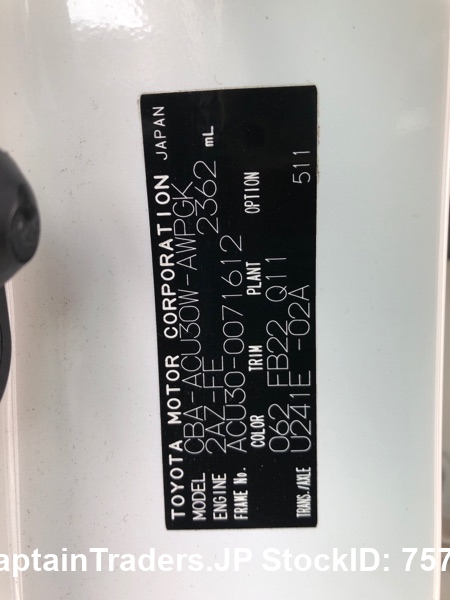 TOYOTA MOTOR CORPORATION JAPAN
MODEL CBA-ACU30W-AWPGK
ENGINE 2AZ-FE 2362 mL
FRAME No. ACU30-0071612
COLOR TRIM PLANT OPTION
062 FB22 Q11
TRANS./AXLE U241E -02A 511
aptainTraders.JP StockID: 757